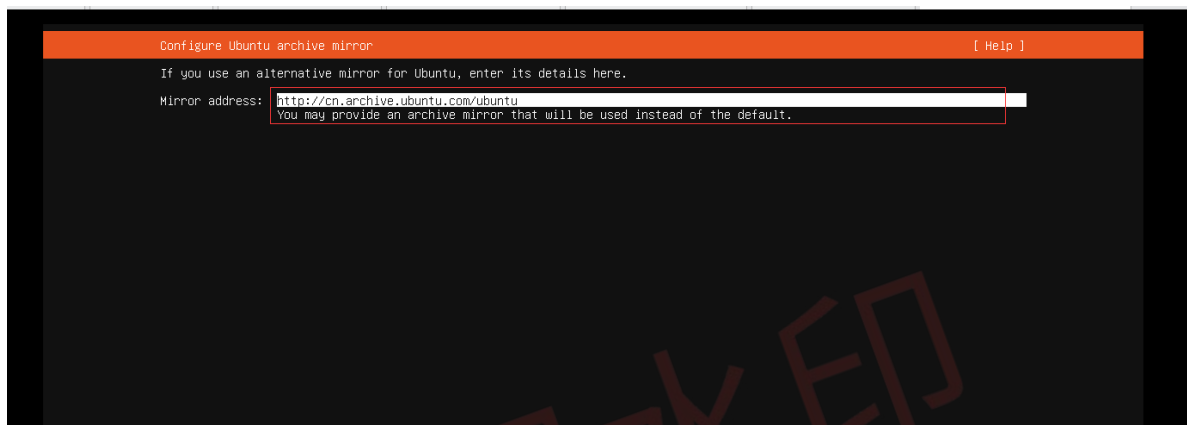 Configure Ubuntu archive mirror [ Help ]
If you use an alternative mirror for Ubuntu, enter its details here.
Mirror address: http://cn.archive.ubuntu.com/ubuntu
You may provide an archive mirror that will be used instead of the default.
水印